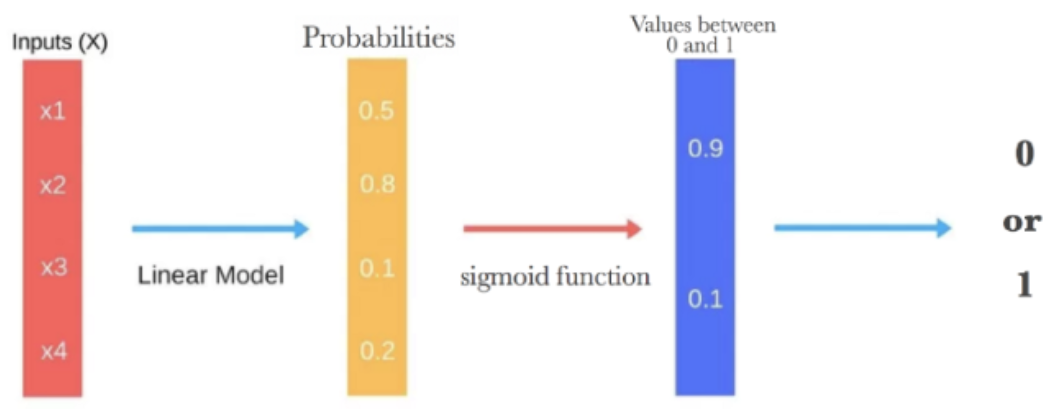 Inputs (X)
x1
x2
x3
x4
Linear Model
Probabilities
0.5
0.8
0.1
0.2
sigmoid function
Values between
0 and 1
0.9
0.1
0
or
1